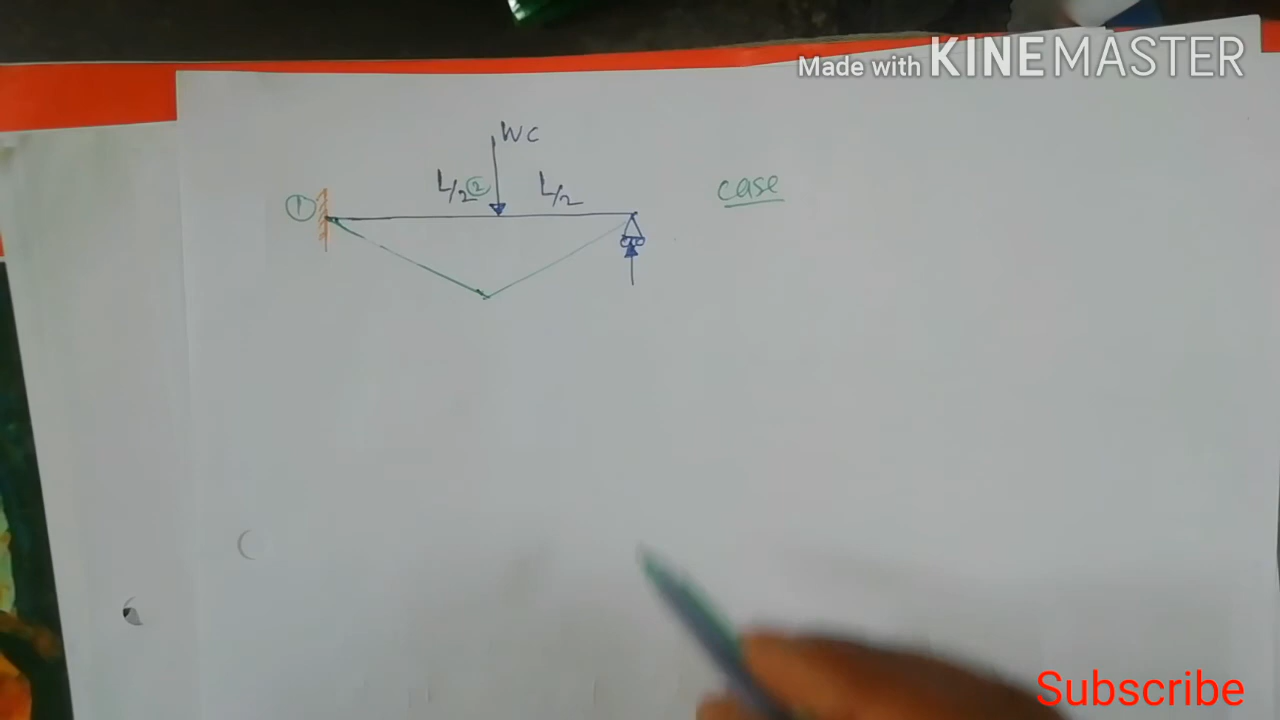 Made with KINEMASTER
WC
L/2 ② L/2
①
case
Subscribe